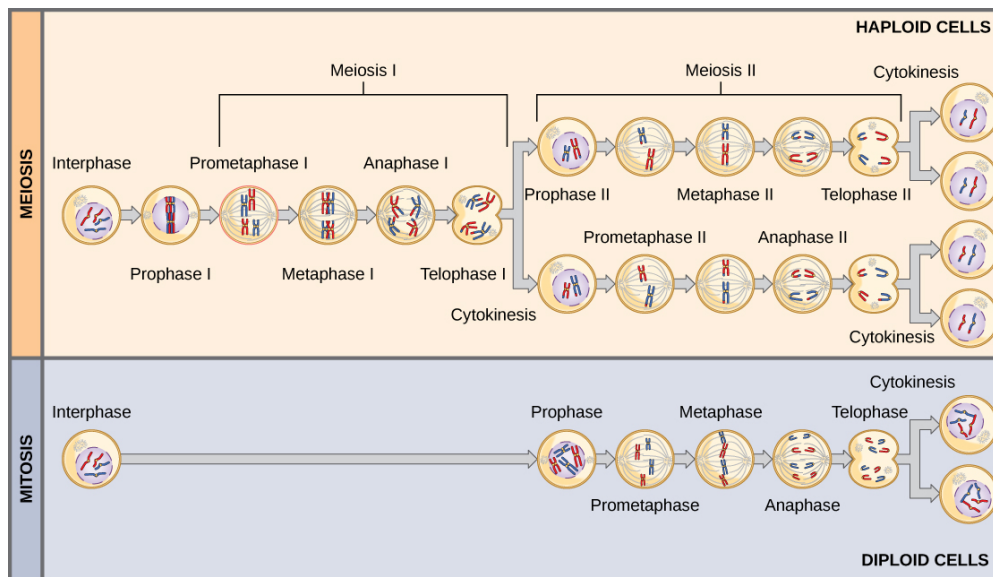 HAPLOID CELLS
MEIOSIS
Meiosis I
Meiosis II
Cytokinesis
Interphase
Prometaphase I
Anaphase I
Prophase II
Metaphase II
Telophase II
Prophase I
Metaphase I
Telophase I
Prometaphase II
Anaphase II
Cytokinesis
Cytokinesis
MITOSIS
Interphase
Prophase
Metaphase
Telophase
Cytokinesis
Prometaphase
Anaphase
DIPLOID CELLS